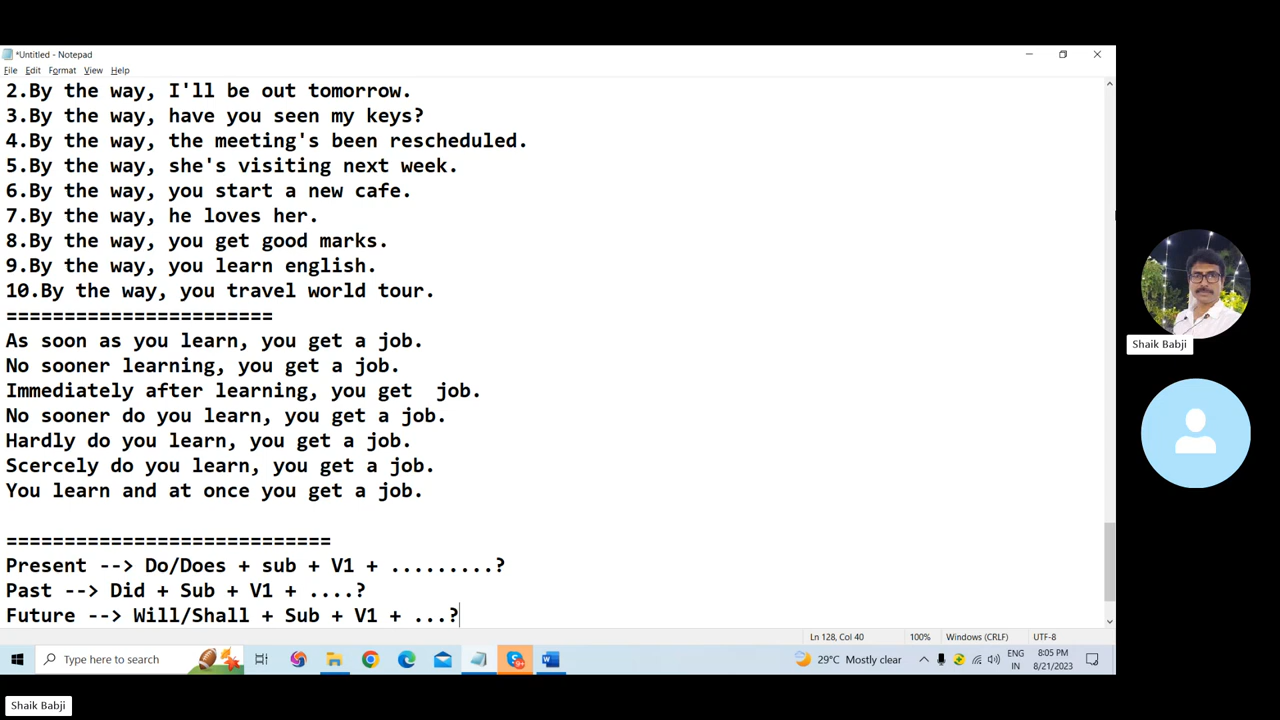 *Untitled - Notepad
File Edit Format View Help
2.By the way, I'll be out tomorrow.
3.By the way, have you seen my keys?
4.By the way, the meeting's been rescheduled.
5.By the way, she's visiting next week.
6.By the way, you start a new cafe.
7.By the way, he loves her.
8.By the way, you get good marks.
9.By the way, you learn english.
10.By the way, you travel world tour.
=======================
As soon as you learn, you get a job.
No sooner learning, you get a job.
Immediately after learning, you get  job.
No sooner do you learn, you get a job.
Hardly do you learn, you get a job.
Scercely do you learn, you get a job.
You learn and at once you get a job.
============================
Present --> Do/Does + sub + V1 + .........?
Past --> Did + Sub + V1 + ....?
Future --> Will/Shall + Sub + V1 + ...?
Ln 128, Col 40 100% Windows (CRLF) UTF-8
Type here to search
29°C Mostly clear
ENG
IN
8:05 PM
8/21/2023
Shaik Babji
Shaik Babji